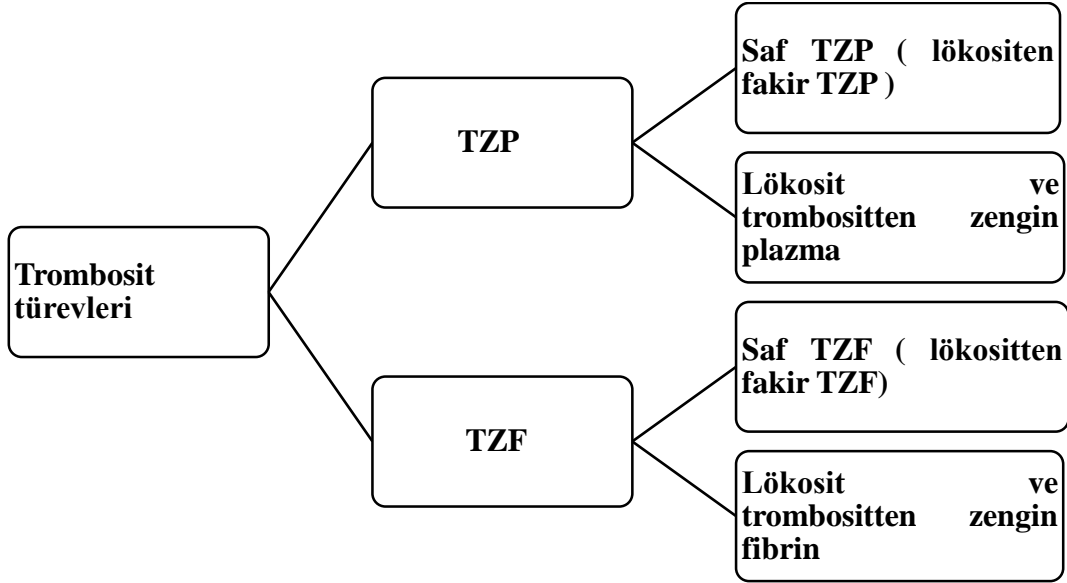 Trombosit
türevleri
TZP
TZF
Saf TZP ( lökositen
fakir TZP )
Lökosit ve
trombositten zengin
plazma
Saf TZF ( lökositten
fakir TZF)
Lökosit ve
trombositten zengin
fibrin